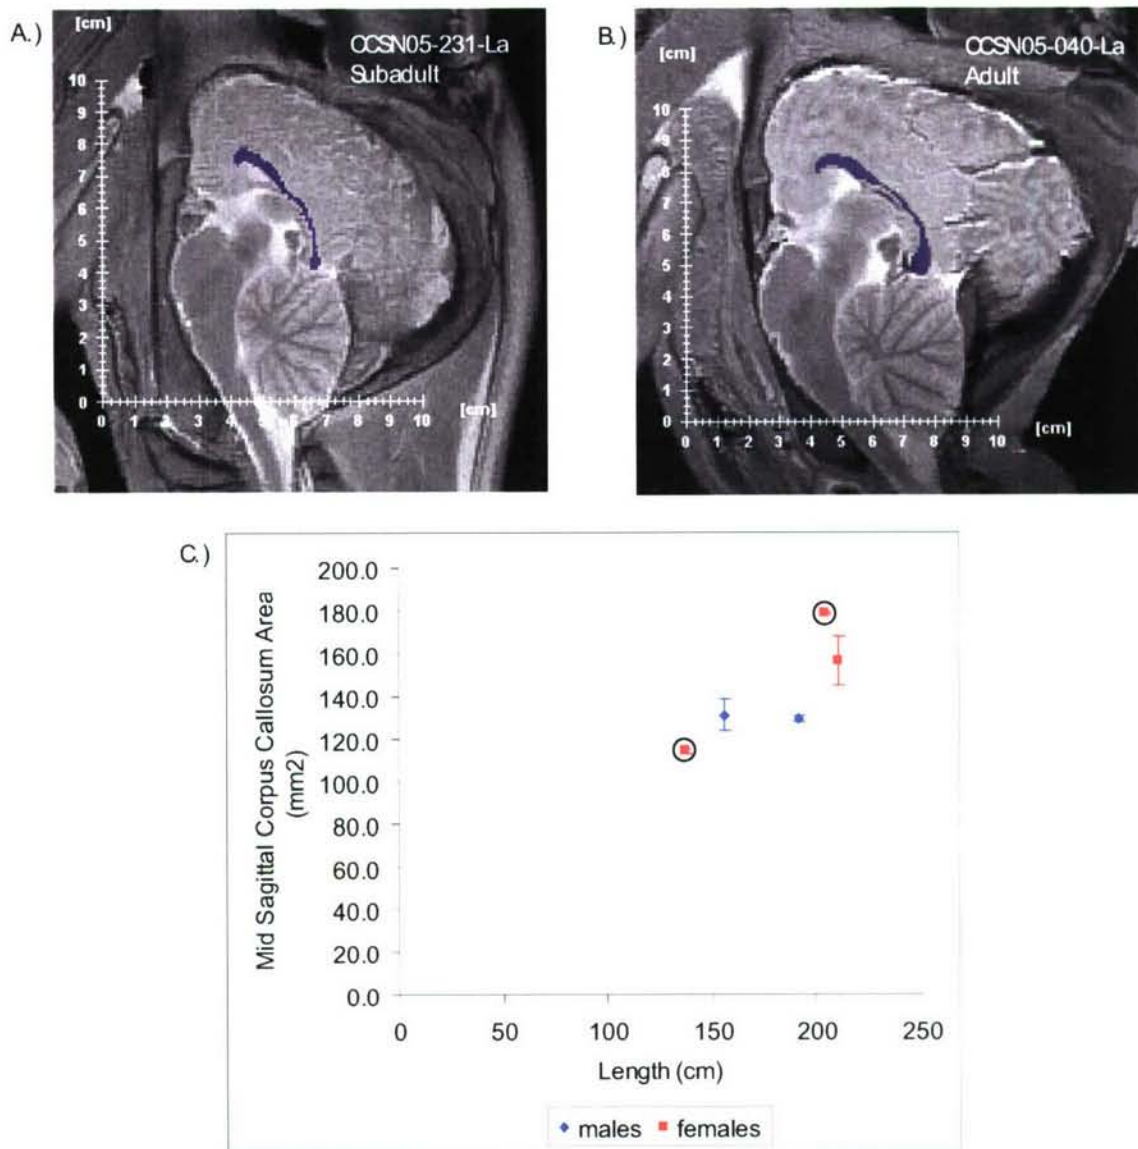 A.)
[cm]
CCSN05-231-La
Subadult
10
9
8
7
6
5
4
3
2
1
0
0 1 2 3 4 5 6 7 8 9 10
[cm]
B.)
[cm]
CCSN05-040-La
Adult
10
9
8
7
6
5
4
3
2
1
0
0 1 2 3 4 5 6 7 8 9 10
[cm]
C.)
Mid Sagittal Corpus Callosum Area
(mm2)
200.0
180.0
160.0
140.0
120.0
100.0
80.0
60.0
40.0
20.0
0.0
0 50 100 150 200 250
Length (cm)
males females